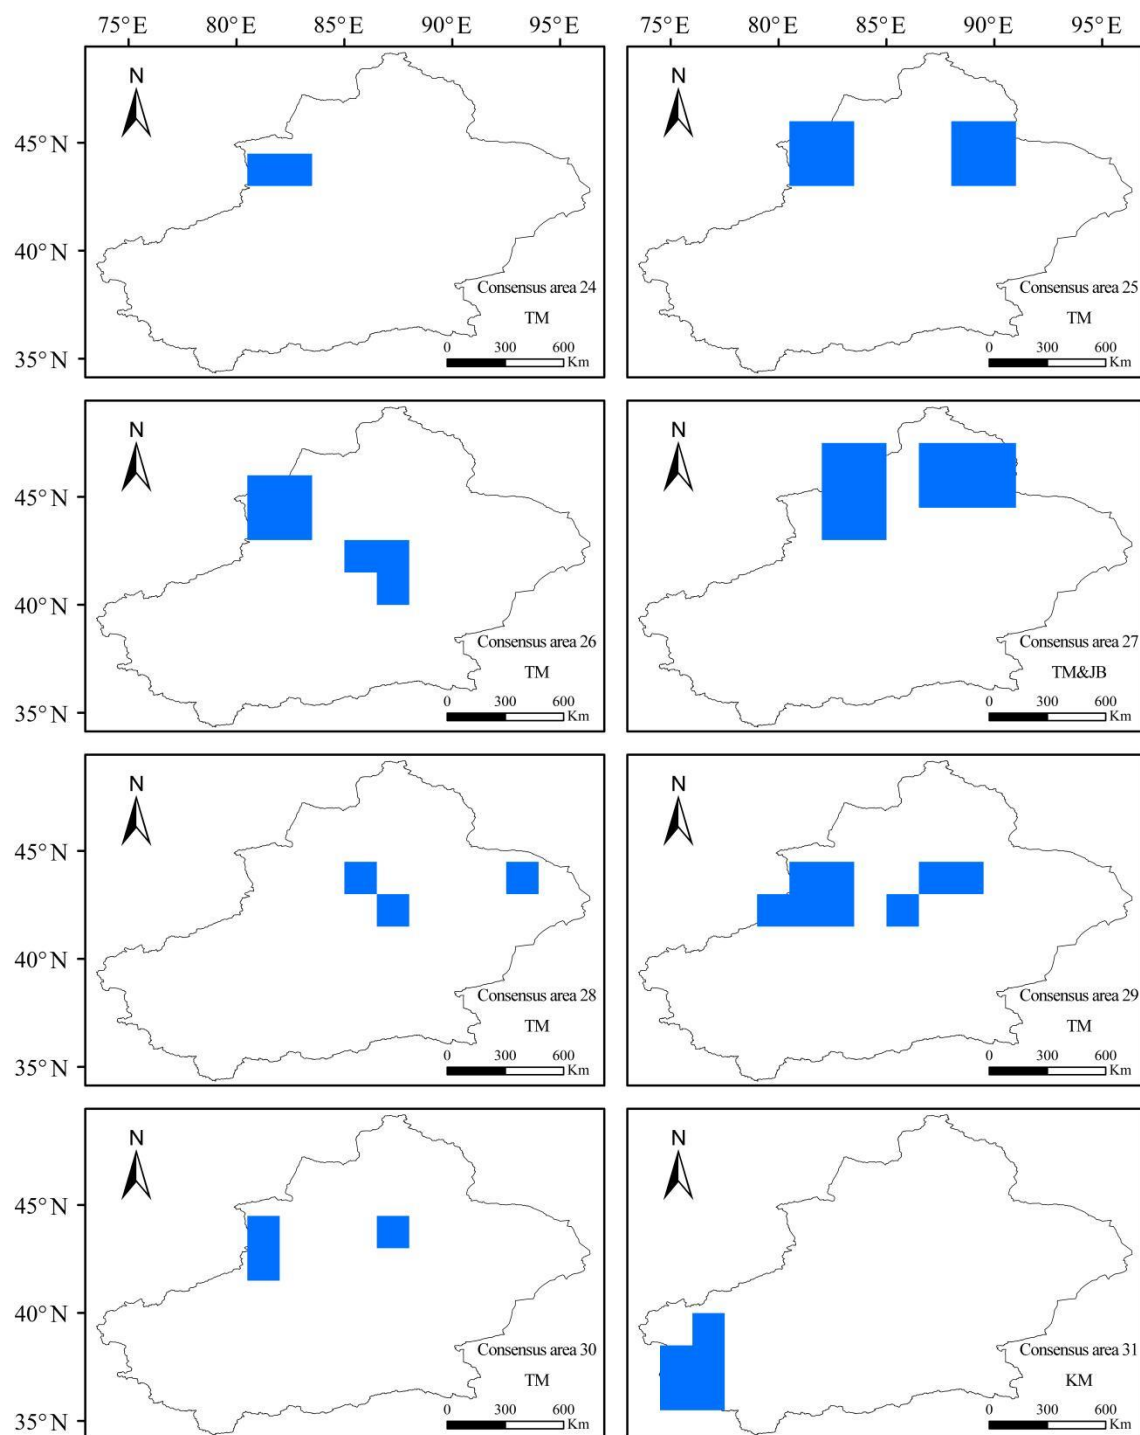 75°E 80°E 85°E 90°E 95°E 75°E 80°E 85°E 90°E 95°E
N
45°N
40°N
35°N
Consensus area 24
TM
0 300 600
Km
N
Consensus area 25
TM
0 300 600
Km
N
45°N
40°N
35°N
Consensus area 26
TM
0 300 600
Km
N
Consensus area 27
TM&JB
0 300 600
Km
N
45°N
40°N
35°N
Consensus area 28
TM
0 300 600
Km
N
Consensus area 29
TM
0 300 600
Km
N
45°N
40°N
35°N
Consensus area 30
TM
0 300 600
Km
N
Consensus area 31
KM
0 300 600
Km